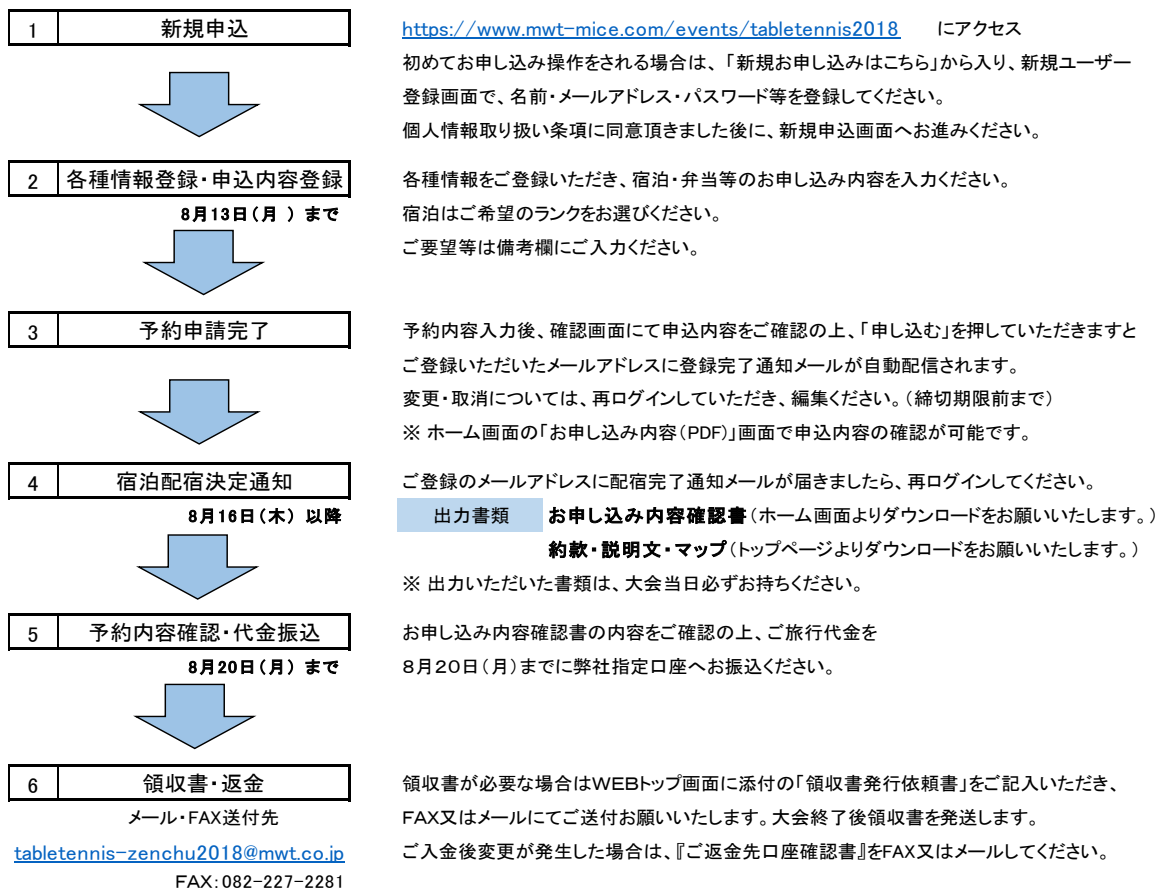 1 新規申込 https://www.mwt-mice.com/events/tabletennis2018 にアクセス
初めてお申し込み操作をされる場合は、「新規お申し込みはこちら」から入り、新規ユーザー
登録画面で、名前・メールアドレス・パスワード等を登録してください。
個人情報取り扱い条項に同意頂きました後に、新規申込画面へお進みください。
2 各種情報登録・申込内容登録 各種情報をご登録いただき、宿泊・弁当等のお申し込み内容を入力ください。
8月13日(月 ) まで 宿泊はご希望のランクをお選びください。
ご要望等は備考欄にご入力ください。
3 予約申請完了 予約内容入力後、確認画面にて申込内容をご確認の上、「申し込む」を押していただきますと
ご登録いただいたメールアドレスに登録完了通知メールが自動配信されます。
変更・取消については、再ログインしていただき、編集ください。(締切期限前まで)
※ ホーム画面の「お申し込み内容(PDF)」画面で申込内容の確認が可能です。
4 宿泊配宿決定通知 ご登録のメールアドレスに配宿完了通知メールが届きましたら、再ログインしてください。
8月16日(木) 以降 出力書類 お申し込み内容確認書(ホーム画面よりダウンロードをお願いいたします。)
約款・説明文・マップ(トップページよりダウンロードをお願いいたします。)
※ 出力いただいた書類は、大会当日必ずお持ちください。
5 予約内容確認・代金振込 お申し込み内容確認書の内容をご確認の上、ご旅行代金を
8月20日(月) まで 8月20日(月)までに弊社指定口座へお振込ください。
6 領収書・返金 領収書が必要な場合はWEBトップ画面に添付の「領収書発行依頼書」をご記入いただき、
メール・FAX送付先 FAX又はメールにてご送付お願いいたします。大会終了後領収書を発送します。
tabletennis-zenchu2018@mwt.co.jp ご入金後変更が発生した場合は、『ご返金先口座確認書』をFAX又はメールしてください。
FAX:082-227-2281